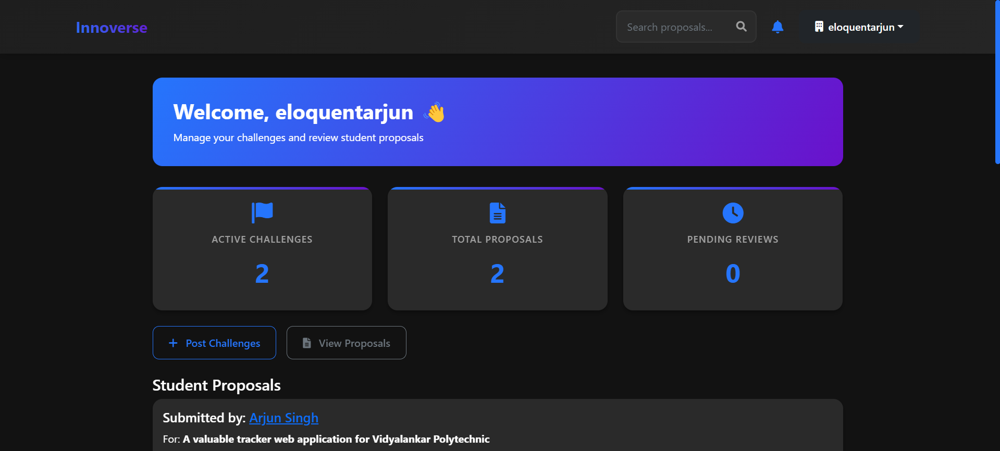 Innoverse
Search proposals...
eloquentarjun
Welcome, eloquentarjun 👋
Manage your challenges and review student proposals
ACTIVE CHALLENGES
2
TOTAL PROPOSALS
2
PENDING REVIEWS
0
Post Challenges
View Proposals
Student Proposals
Submitted by: Arjun Singh
For: A valuable tracker web application for Vidyalankar Polytechnic